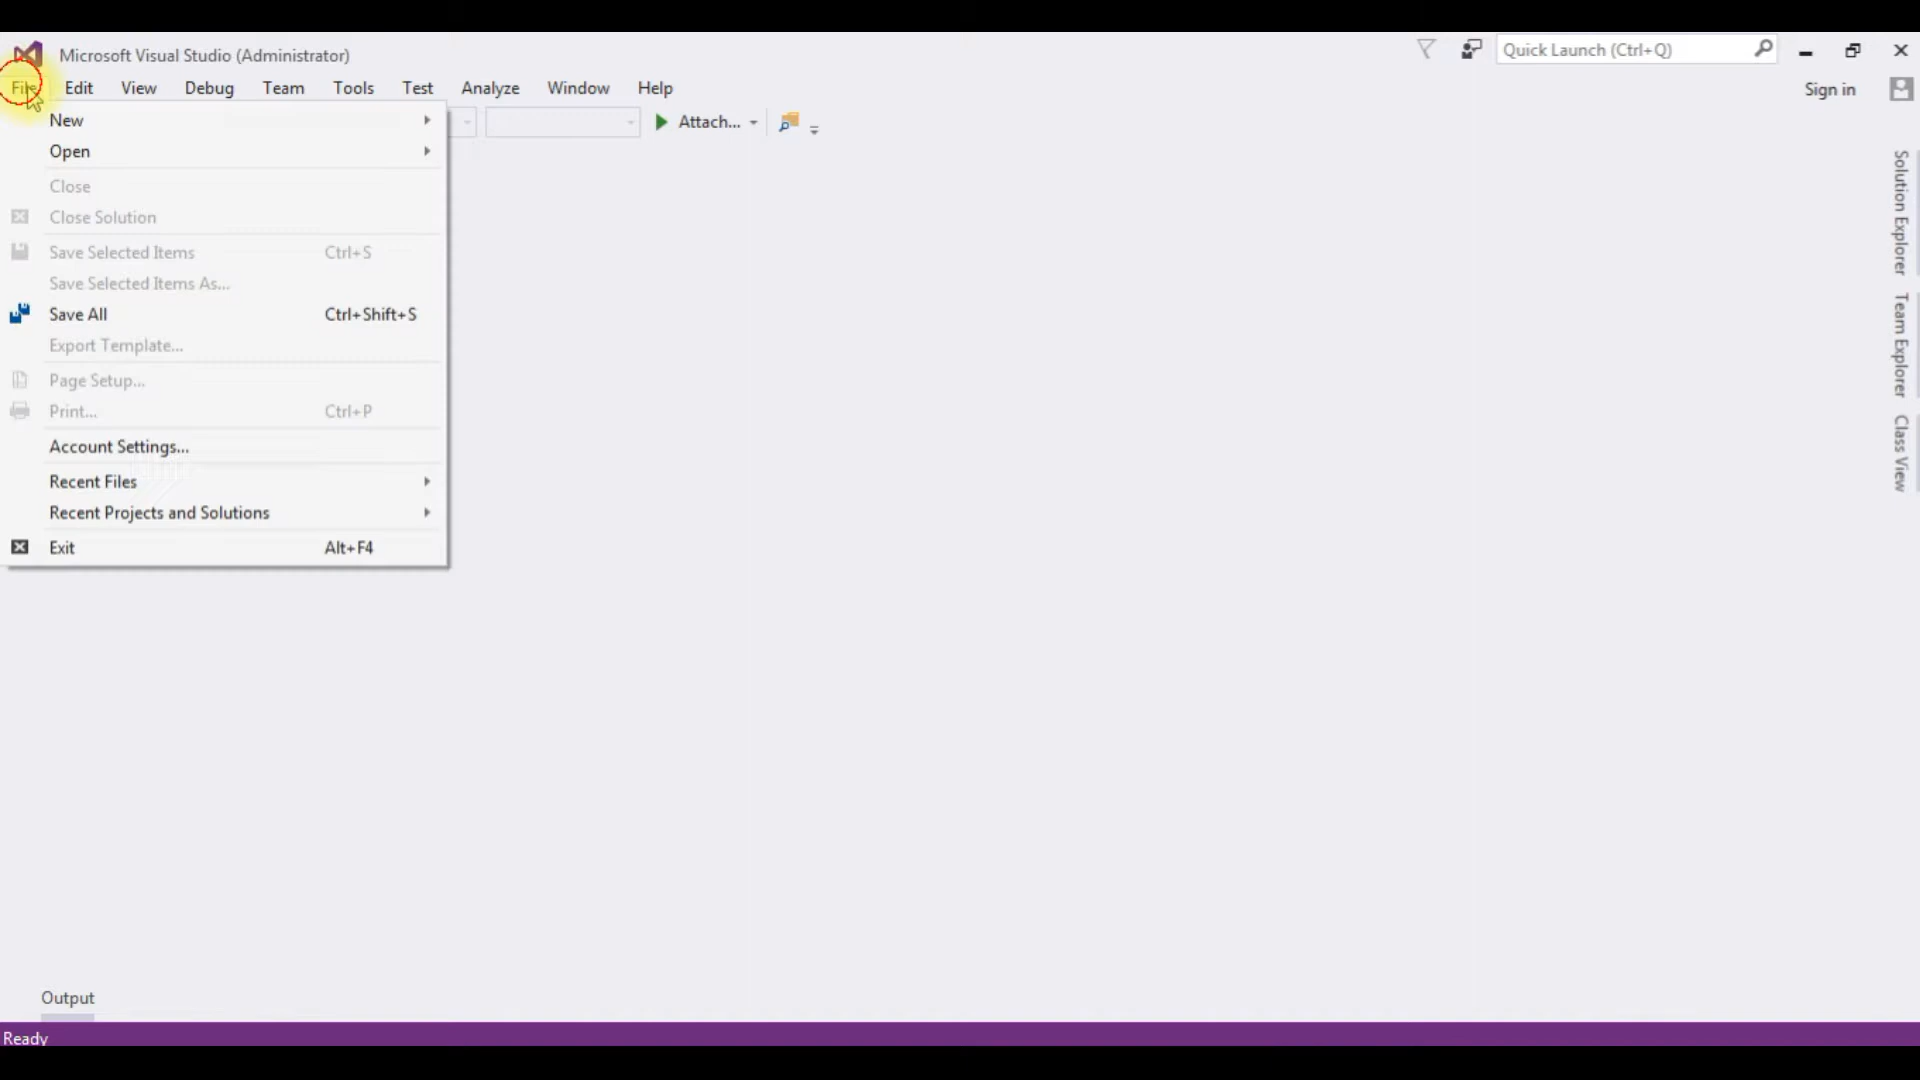 Microsoft Visual Studio (Administrator)
Quick Launch (Ctrl+Q)
File Edit View Debug Team Tools Test Analyze Window Help
Sign in
Attach...
New
Open
Close
Close Solution
Save Selected Items Ctrl+S
Save Selected Items As...
Save All Ctrl+Shift+S
Export Template...
Page Setup...
Print... Ctrl+P
Account Settings...
Recent Files
Recent Projects and Solutions
Exit Alt+F4
Solution Explorer
Team Explorer
Class View
Output
Ready